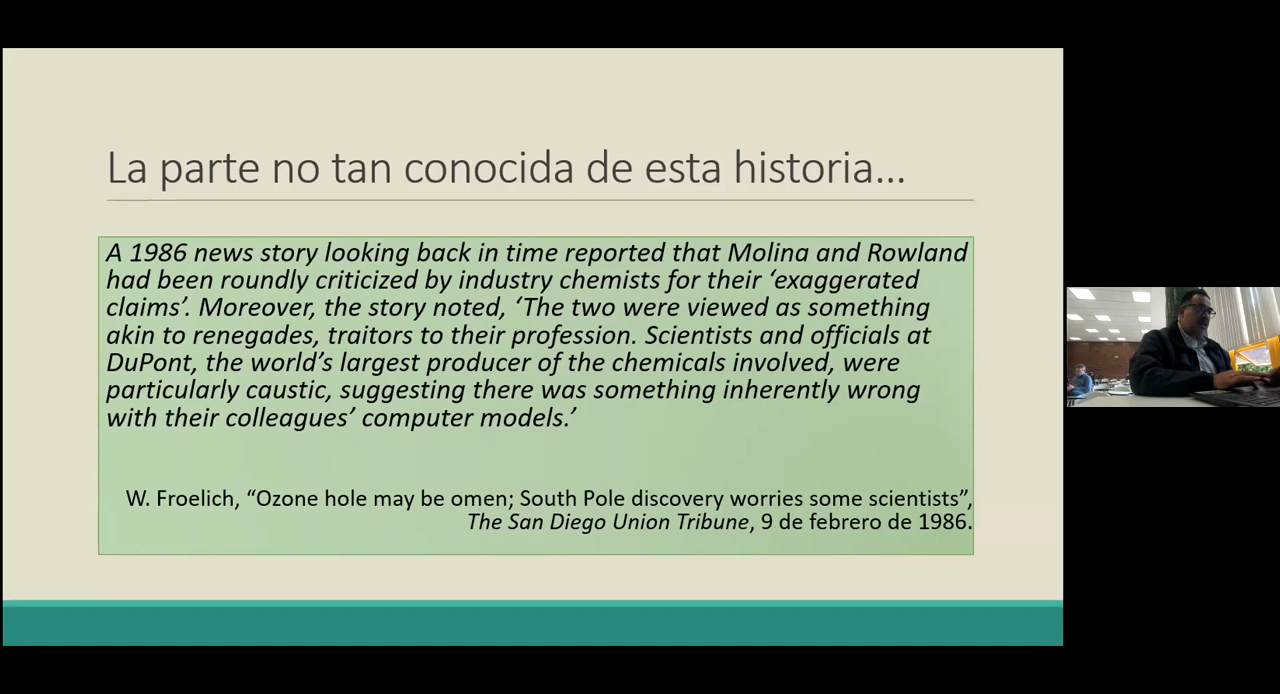 La parte no tan conocida de esta historia...
A 1986 news story looking back in time reported that Molina and Rowland
had been roundly criticized by industry chemists for their ‘exaggerated
claims’. Moreover, the story noted, ‘The two were viewed as something
akin to renegades, traitors to their profession. Scientists and officials at
DuPont, the world’s largest producer of the chemicals involved, were
particularly caustic, suggesting there was something inherently wrong
with their colleagues’ computer models.’
W. Froelich, “Ozone hole may be omen; South Pole discovery worries some scientists”,
The San Diego Union Tribune, 9 de febrero de 1986.